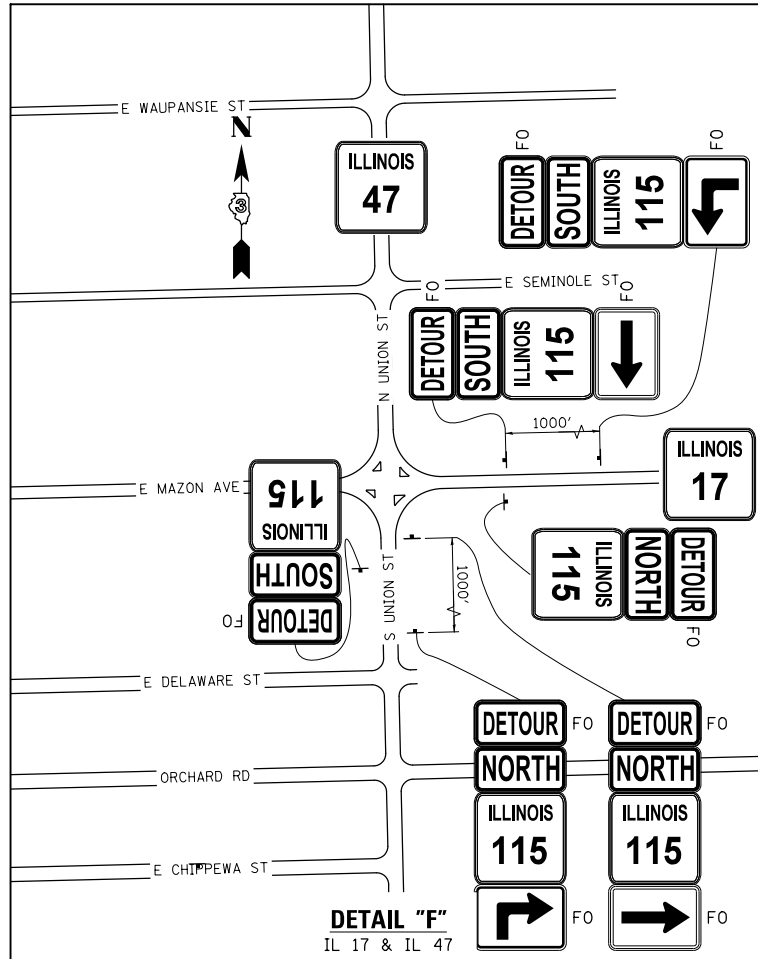 E WAUPANSIE ST
N
3
ILLINOIS
47
DETOUR
SOUTH
ILLINOIS
115
FO
FO
E SEMINOLE ST
FO
DETOUR
SOUTH
ILLINOIS
115
FO
N UNION ST
1000'
ILLINOIS
17
E MAZON AVE
ILLINOIS
115
SOUTH
DETOUR
FO
S UNION ST
1000'
ILLINOIS
115
NORTH
DETOUR
FO
E DELAWARE ST
DETOUR FO
NORTH
ILLINOIS
115
FO
DETOUR FO
NORTH
ILLINOIS
115
FO
ORCHARD RD
E CHIPPEWA ST
DETAIL "F"
IL 17 & IL 47